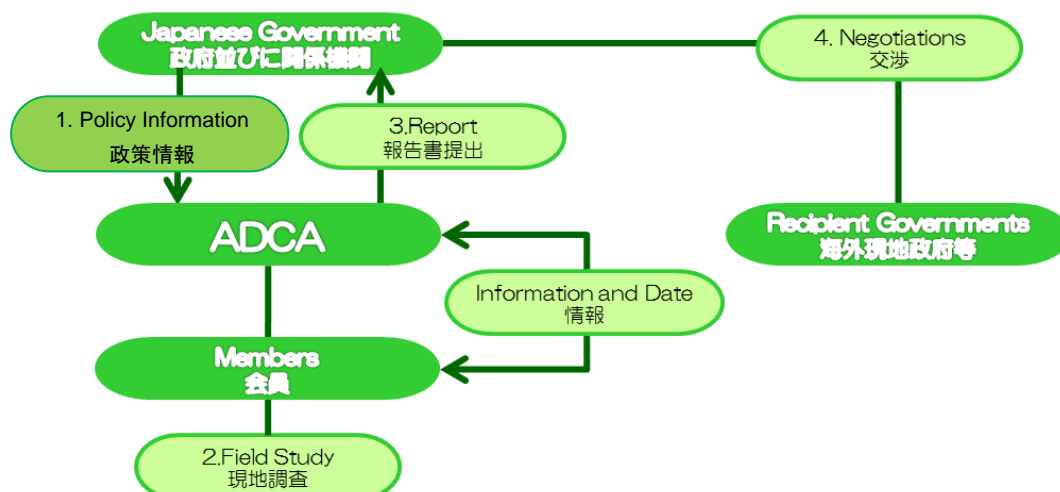 Japanese Government
政府並びに関係機関
4. Negotiations
交渉
1. Policy Information
政策情報
3.Report
報告書提出
ADCA
Recipient Governments
海外現地政府等
Information and Date
情報
Members
会員
2.Field Study
現地調査